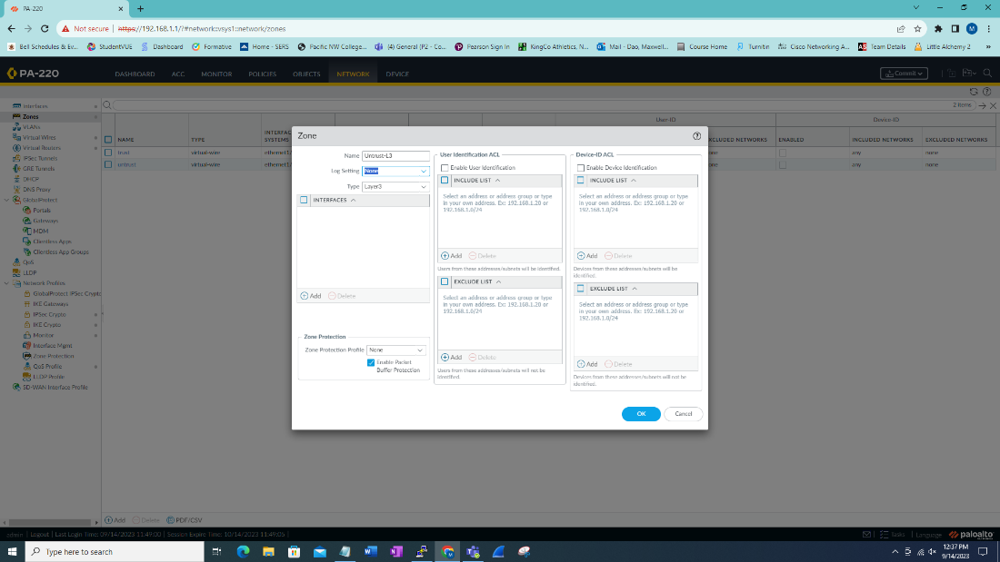 PA-220
Not secure | https://192.168.1.1/?#network::vsys1::network/zones
M
Bell Schedules & Ev... StudentVUE Dashboard Formative Home - SERS Pacific NW College... (4) General (P2 - Co... Pearson Sign In KingCo Athletics, N... Mail - Dao, Maxwell... Course Home Turnitin Cisco Networking A... Team Details Little Alchemy 2 »
PA-220 DASHBOARD ACC MONITOR POLICIES OBJECTS NETWORK DEVICE Commit
2 items
Interfaces
Zones
VLANs
Virtual Wires
Virtual Routers
IPSec Tunnels
GRE Tunnels
DHCP
DNS Proxy
GlobalProtect
Portals
Gateways
MDM
Clientless Apps
Clientless App Groups
QoS
LLDP
Network Profiles
GlobalProtect IPSec Crypto
IKE Gateways
IPSec Crypto
IKE Crypto
Monitor
Interface Mgmt
Zone Protection
QoS Profile
LLDP Profile
SD-WAN Interface Profile
User-ID Device-ID
NAME TYPE ENABLED INCLUDED NETWORKS EXCLUDED NETWORKS
trust virtual-wire any none
untrust virtual-wire any none
Zone
Name Untrust-L3
Log Setting None
Type Layer3
INTERFACES
Add Delete
Zone Protection
Zone Protection Profile None
Enable Packet
Buffer Protection
User Identification ACL
Enable User Identification
INCLUDE LIST
Select an address or address group or type
in your own address. Ex: 192.168.1.20 or
192.168.1.0/24
Add Delete
Users from these addresses/subnets will be identified.
EXCLUDE LIST
Select an address or address group or type
in your own address. Ex: 192.168.1.20 or
192.168.1.0/24
Add Delete
Users from these addresses/subnets will not be
identified.
Device-ID ACL
Enable Device Identification
INCLUDE LIST
Select an address or address group or type
in your own address. Ex: 192.168.1.20 or
192.168.1.0/24
Add Delete
Devices from these addresses/subnets will be
identified.
EXCLUDE LIST
Select an address or address group or type
in your own address. Ex: 192.168.1.20 or
192.168.1.0/24
Add Delete
Devices from these addresses/subnets will not be
identified.
OK Cancel
Add Delete PDF/CSV
admin | Logout | Last Login Time: 09/14/2023 11:49:00 | Session Expire Time: 10/14/2023 11:49:05 | Tasks | Language paloalto
Type here to search
12:37 PM
9/14/2023